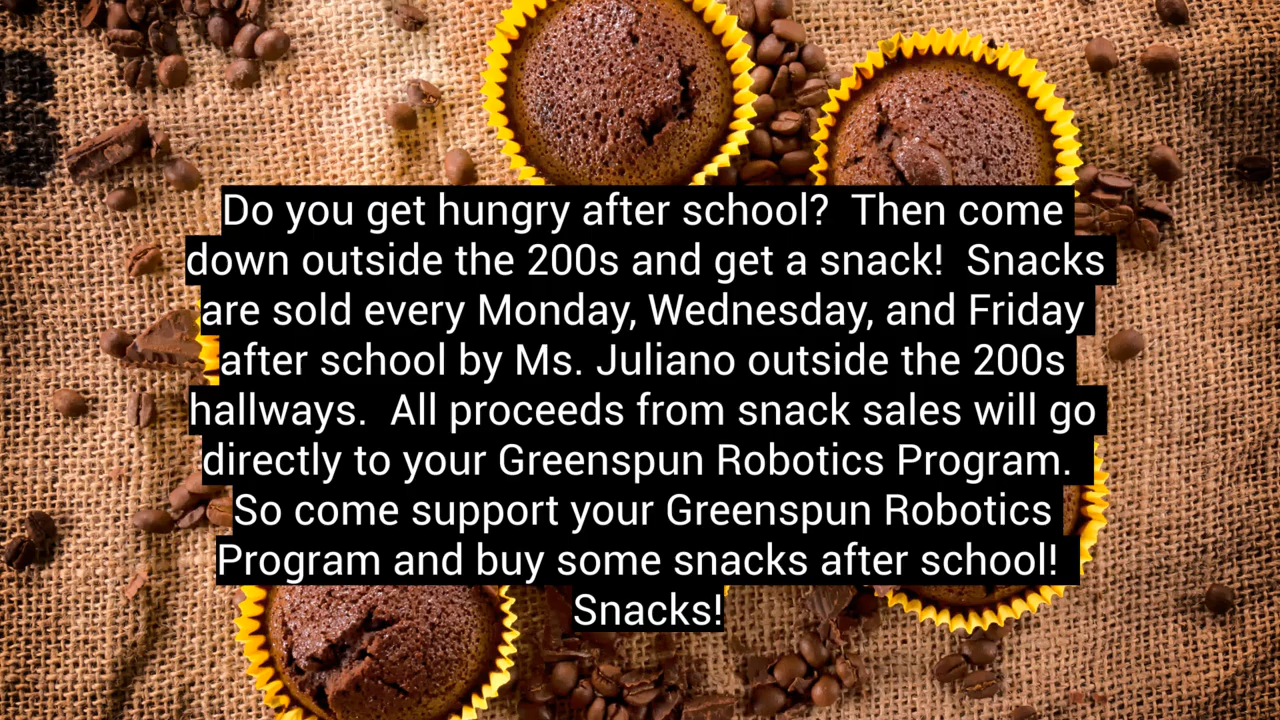 Do you get hungry after school?  Then come
down outside the 200s and get a snack!  Snacks
are sold every Monday, Wednesday, and Friday
after school by Ms. Juliano outside the 200s
hallways.  All proceeds from snack sales will go
directly to your Greenspun Robotics Program.
So come support your Greenspun Robotics
Program and buy some snacks after school!
Snacks!